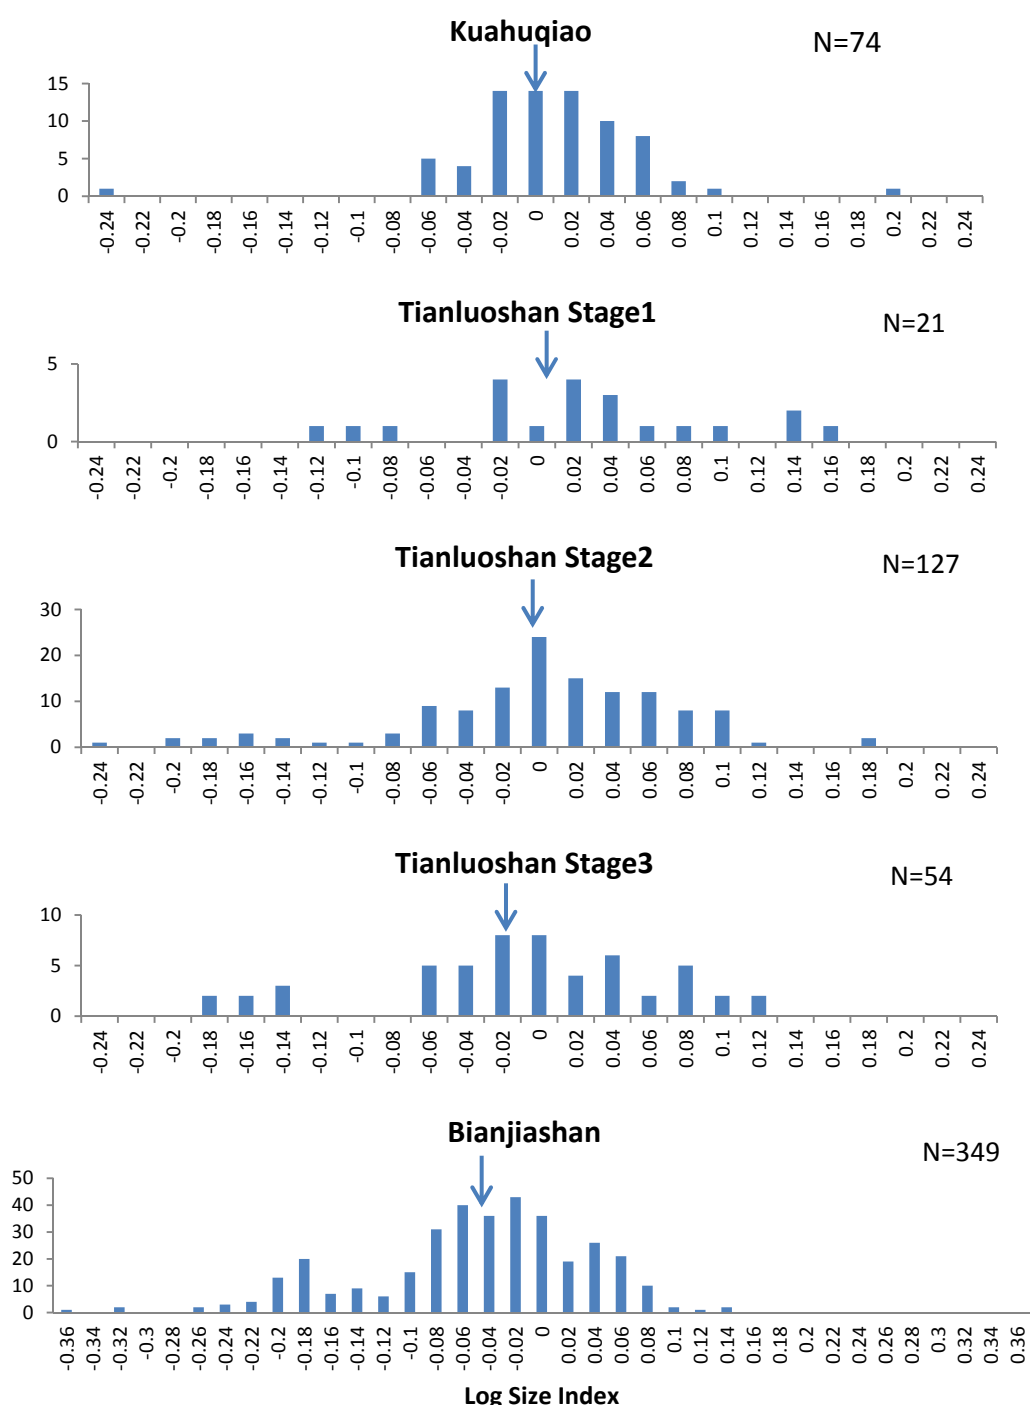 Kuahuqiao
N=74
15
10
5
0
-0.24 -0.22 -0.2 -0.18 -0.16 -0.14 -0.12 -0.1 -0.08 -0.06 -0.04 -0.02 0 0.02 0.04 0.06 0.08 0.1 0.12 0.14 0.16 0.2 0.22 0.24
Tianluoshan Stage1
N=21
5
0
-0.24 -0.22 -0.2 -0.18 -0.16 -0.14 -0.12 -0.1 -0.08 -0.06 -0.04 -0.02 0 0.02 0.04 0.06 0.08 0.1 0.12 0.14 0.16 0.18 0.2 0.22 0.24
Tianluoshan Stage2
N=127
30
20
10
0
-0.24 -0.22 -0.2 -0.18 -0.16 -0.14 -0.12 -0.1 -0.08 -0.06 -0.04 -0.02 0 0.02 0.04 0.06 0.08 0.1 0.12 0.14 0.16 0.18 0.2 0.22 0.24
Tianluoshan Stage3
N=54
10
5
0
-0.24 -0.22 -0.2 -0.18 -0.16 -0.14 -0.12 -0.1 -0.08 -0.06 -0.04 -0.02 0 0.02 0.04 0.06 0.08 0.1 0.12 0.14 0.16 0.18 0.2 0.22 0.24
Bianjiashan
N=349
50
40
30
20
10
0
-0.36 -0.34 -0.32 -0.3 -0.28 -0.26 -0.24 -0.22 -0.2 -0.18 -0.16 -0.14 -0.12 -0.1 -0.08 -0.06 -0.04 -0.02 0 0.02 0.04 0.06 0.08 0.1 0.12 0.14 0.16 0.18 0.2 0.22 0.24 0.26 0.28 0.3 0.32 0.34 0.36
Log Size Index